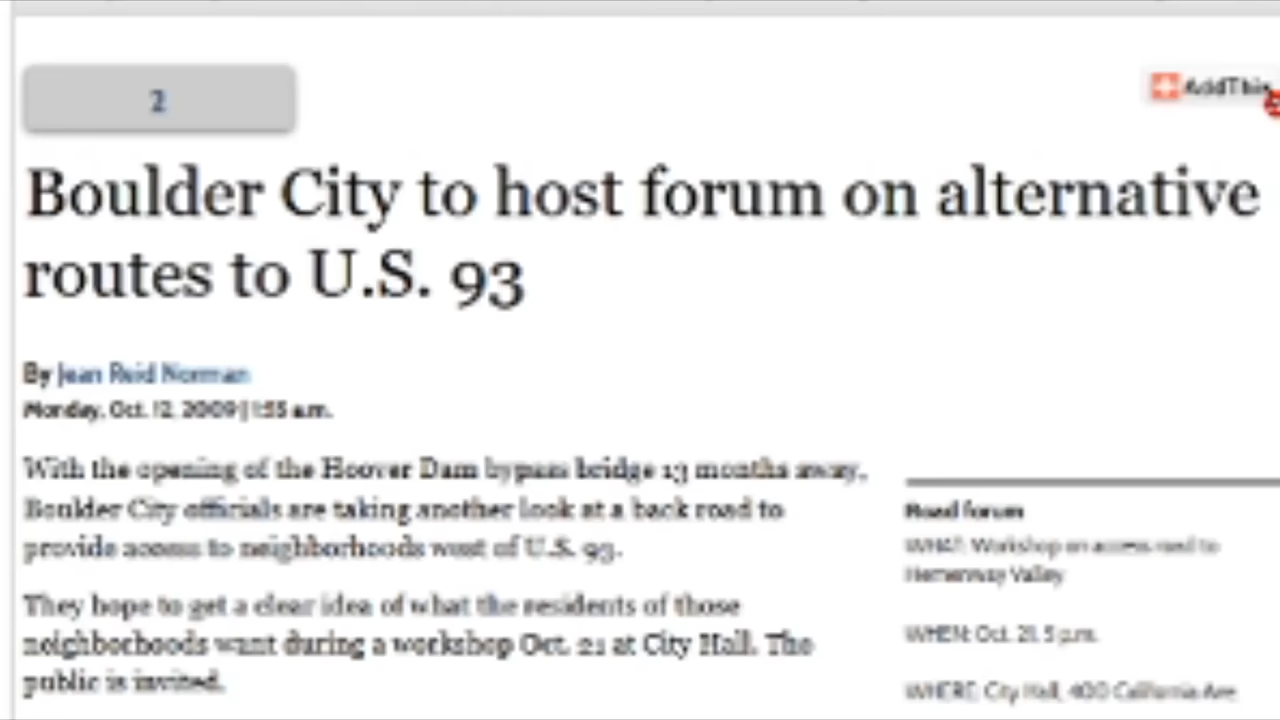 2
AddThis
Boulder City to host forum on alternative
routes to U.S. 93
By Jean Reid Norman
Monday, Oct. 12, 2009 | 1:55 a.m.
With the opening of the Hoover Dam bypass bridge 13 months away,
Boulder City officials are taking another look at a back road to
provide access to neighborhoods west of U.S. 93.
They hope to get a clear idea of what the residents of those
neighborhoods want during a workshop Oct. 21 at City Hall. The
public is invited.
Road forum
WHAT: Workshop on access road to
Hemenway Valley
WHEN: Oct. 21, 5 p.m.
WHERE: City Hall, 400 California Ave.